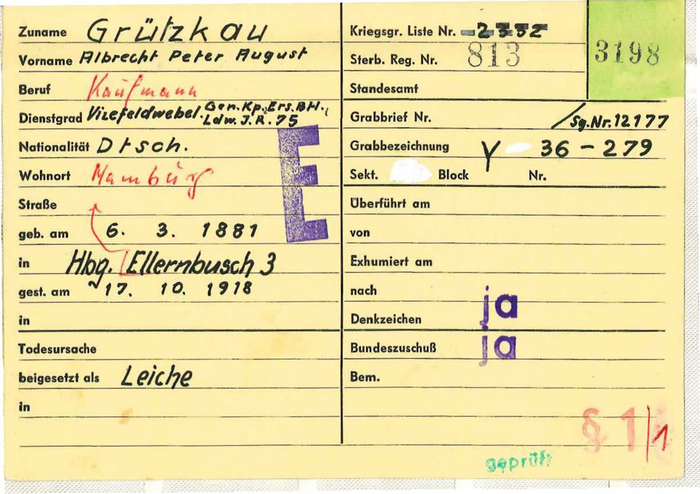 Zuname Grützkau
Vorname Albrecht Peter August
Beruf Kaufmann
Dienstgrad Vizefeldwebel. Gen.Kp. Ers. Btl., Ldw. J.R. 75
Nationalität Dtsch.
Wohnort Hamburg
Straße
geb. am 6. 3. 1881
in Hbg. Ellernbusch 3
gest. am 17. 10. 1918
in
Todesursache
beigesetzt als Leiche
in
E
Kriegsgr. Liste Nr.
Sterb. Reg. Nr. 813
3198
Standesamt
Grabbrief Nr. /Sg.Nr.12177
Grabbezeichnung Y 36 - 279
Sekt. Block Nr.
Überführt am
von
Exhumiert am
nach
Denkzeichen ja
Bundeszuschuß ja
Bem.
§ 1/1
geprüft